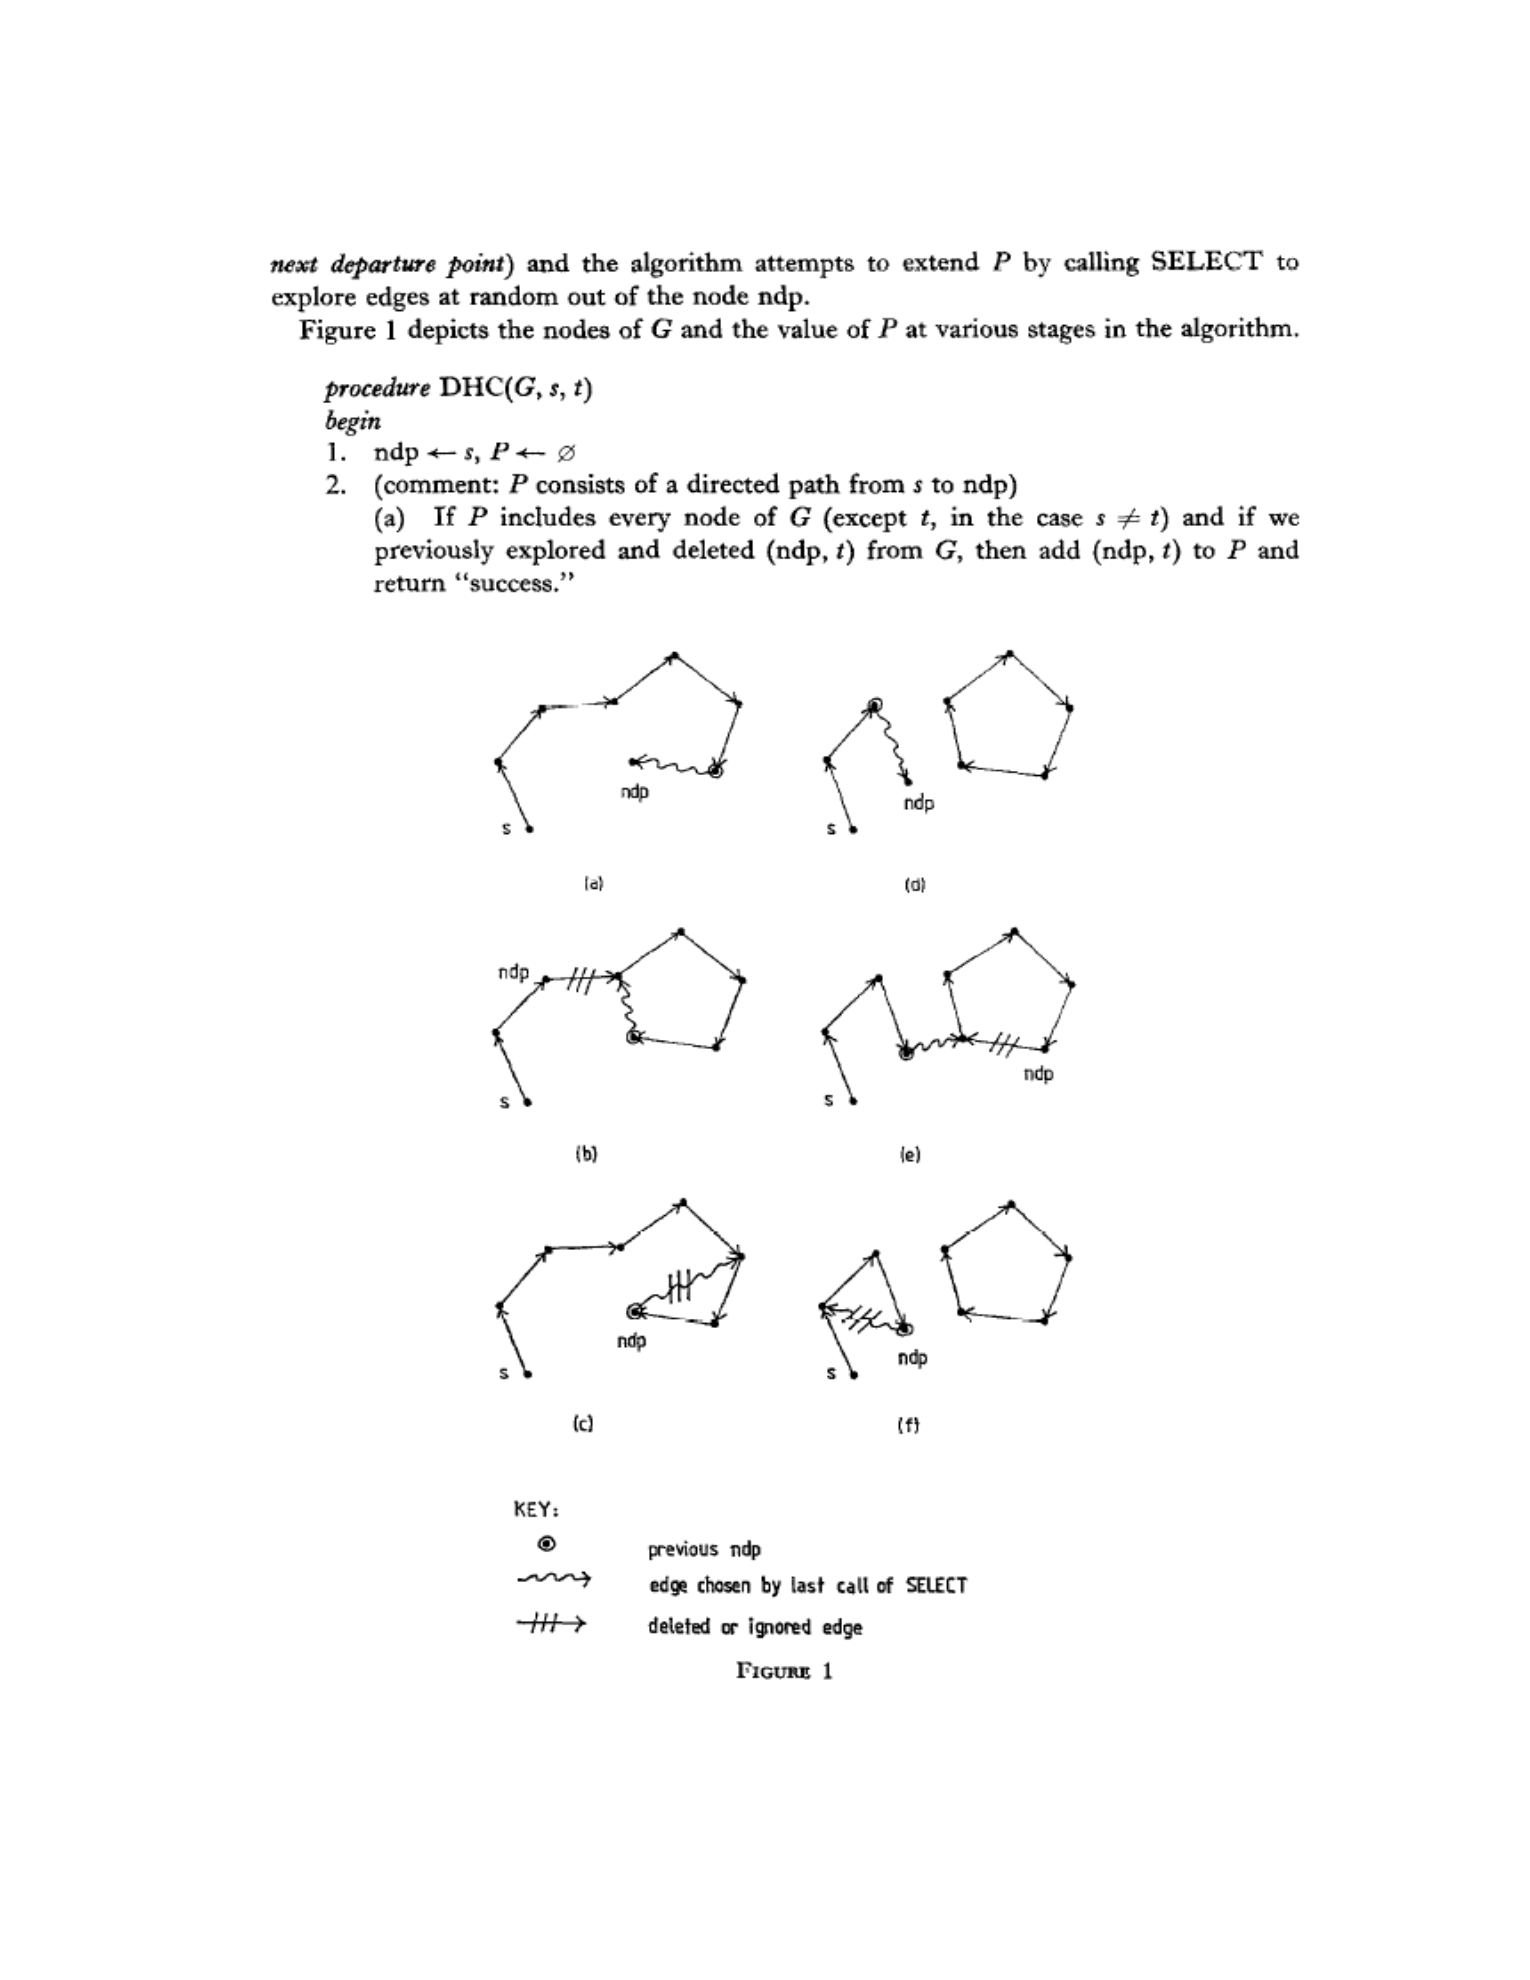 next departure point) and the algorithm attempts to extend P by calling SELECT to
explore edges at random out of the node ndp.
Figure 1 depicts the nodes of G and the value of P at various stages in the algorithm.
procedure DHC(G, s, t)
begin
1. ndp ← s, P ← ∅
2. (comment: P consists of a directed path from s to ndp)
(a) If P includes every node of G (except t, in the case s ≠ t) and if we
previously explored and deleted (ndp, t) from G, then add (ndp, t) to P and
return “success.”
ndp
s
(a)
ndp
s
(d)
ndp
s
(b)
ndp
s
(e)
ndp
s
(c)
ndp
s
(f)
KEY:
previous ndp
edge chosen by last call of SELECT
deleted or ignored edge
FIGURE 1